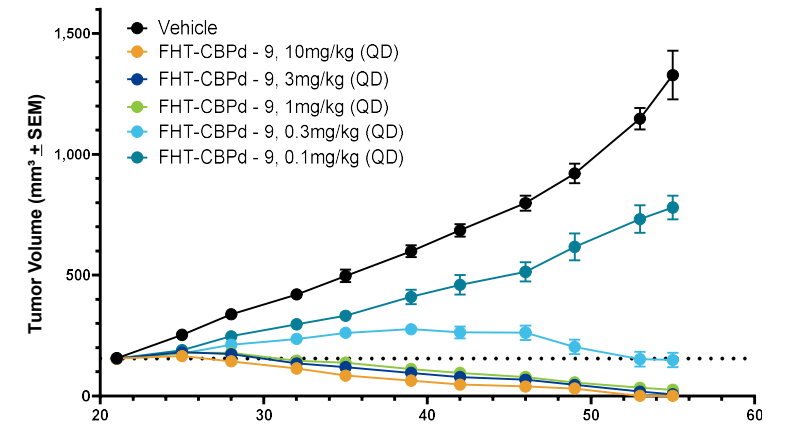 Vehicle
FHT-CBPd - 9, 10mg/kg (QD)
FHT-CBPd - 9, 3mg/kg (QD)
FHT-CBPd - 9, 1mg/kg (QD)
FHT-CBPd - 9, 0.3mg/kg (QD)
FHT-CBPd - 9, 0.1mg/kg (QD)
Tumor Volume (mm³ ± SEM)
1,500
1,000
500
0
20 30 40 50 60